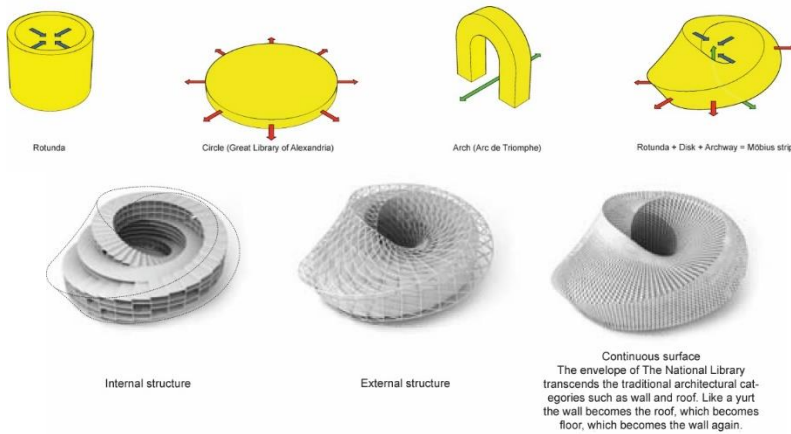 Rotunda
Circle (Great Library of Alexandria)
Arch (Arc de Triomphe)
Rotunda + Disk + Archway = Möbius strip
Internal structure
External structure
Continuous surface
The envelope of The National Library
transcends the traditional architectural cat-
egories such as wall and roof. Like a yurt
the wall becomes the roof, which becomes
floor, which becomes the wall again.